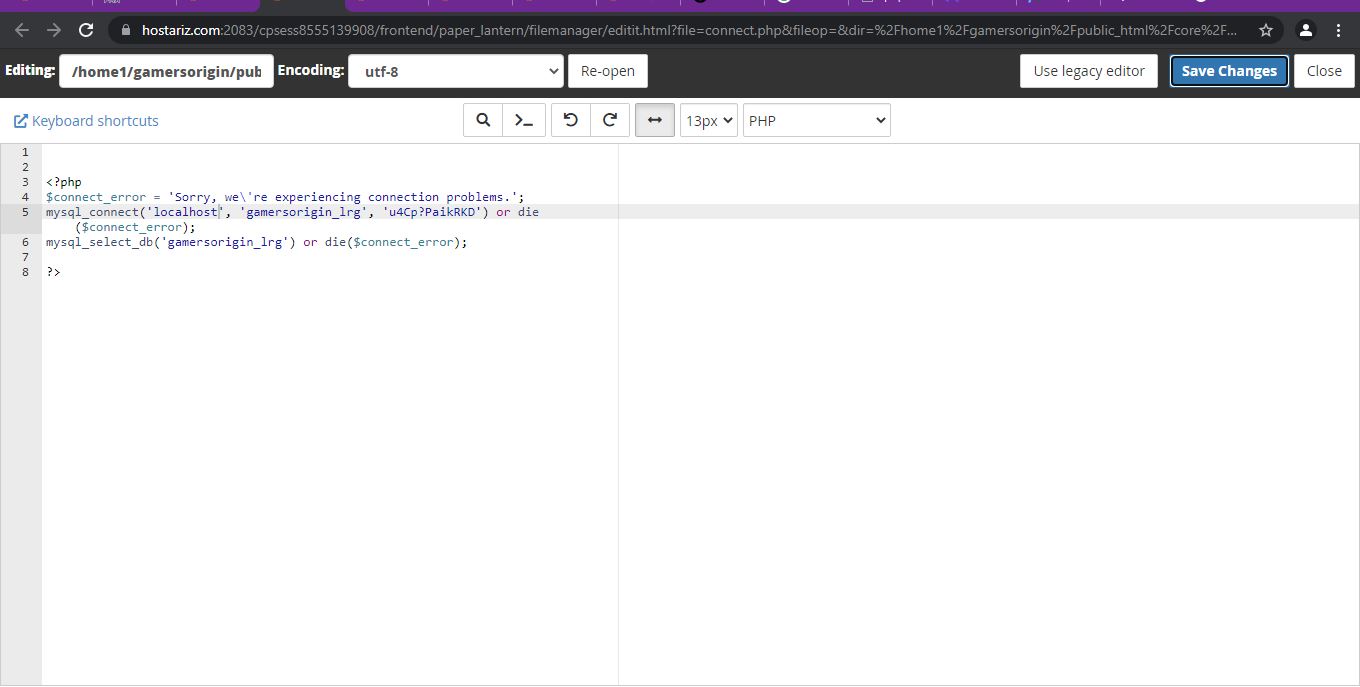 hostariz.com:2083/cpsess8555139908/frontend/paper_lantern/filemanager/editit.html?file=connect.php&fileop=&dir=%2Fhome1%2Fgamersorigin%2Fpublic_html%2Fcore%2F...
Editing: /home1/gamersorigin/pub Encoding: utf-8 Re-open Use legacy editor Save Changes Close
Keyboard shortcuts 13px PHP
1
2
3 <?php
4 $connect_error = 'Sorry, we\'re experiencing connection problems.';
5 mysql_connect('localhost', 'gamersorigin_lrg', 'u4Cp?PaikRKD') or die
($connect_error);
6 mysql_select_db('gamersorigin_lrg') or die($connect_error);
7
8 ?>